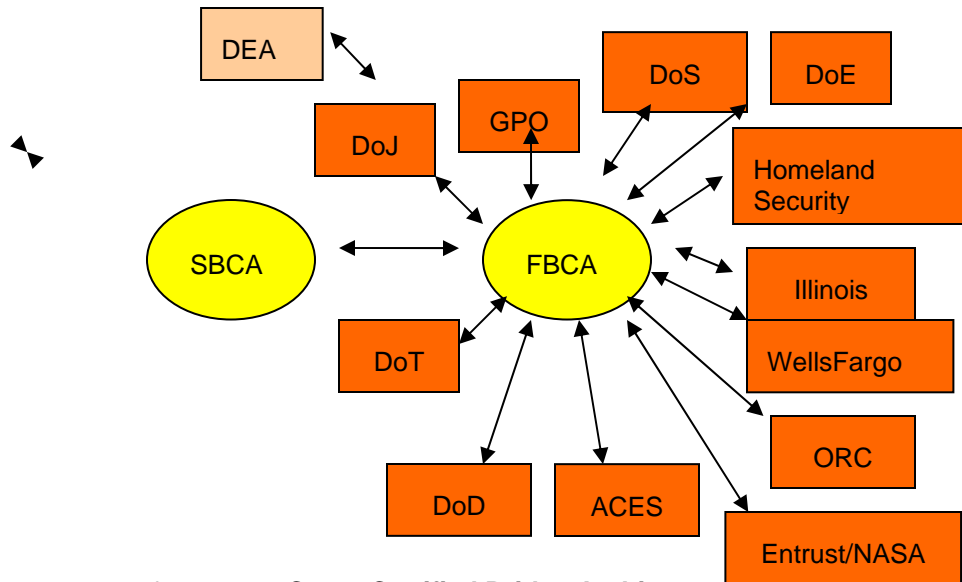 DEA
DoS
DoE
GPO
DoJ
Homeland
Security
SBCA
FBCA
Illinois
DoT
WellsFargo
ORC
DoD
ACES
Entrust/NASA